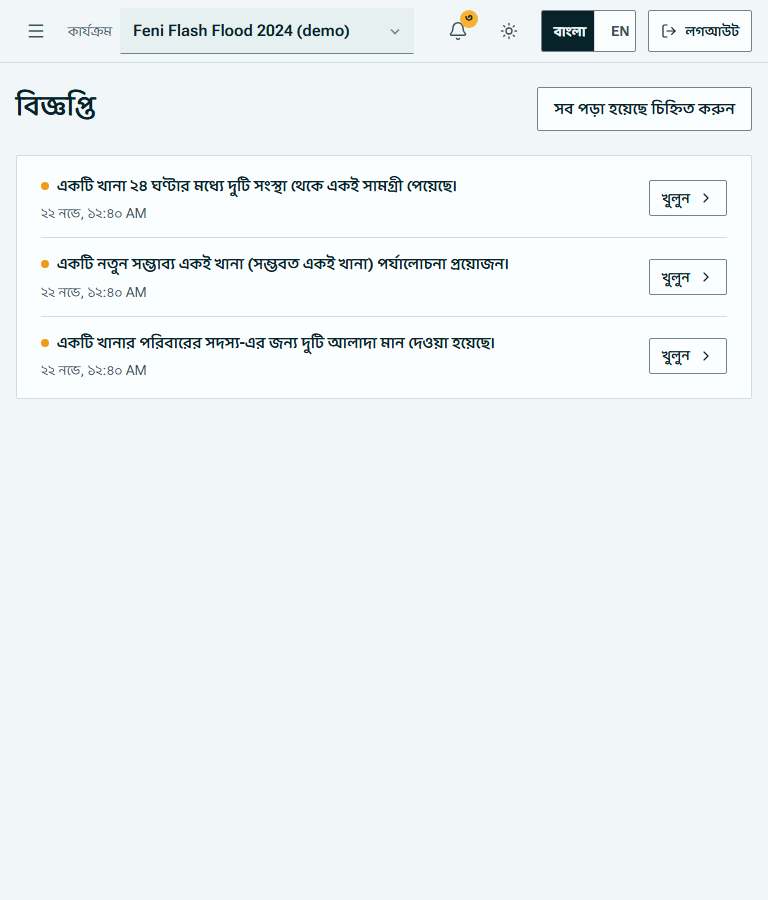 কার্যক্রম Feni Flash Flood 2024 (demo) ৩ বাংলা EN লগআউট
বিজ্ঞপ্তি সব পড়া হয়েছে চিহ্নিত করুন
একটি খানা ২৪ ঘণ্টার মধ্যে দুটি সংস্থা থেকে একই সামগ্রী পেয়েছে। খুলুন
২২ নভে, ১২:৪০ AM
একটি নতুন সম্ভাব্য একই খানা (সম্ভবত একই খানা) পর্যালোচনা প্রয়োজন। খুলুন
২২ নভে, ১২:৪০ AM
একটি খানার পরিবারের সদস্য-এর জন্য দুটি আলাদা মান দেওয়া হয়েছে। খুলুন
২২ নভে, ১২:৪০ AM